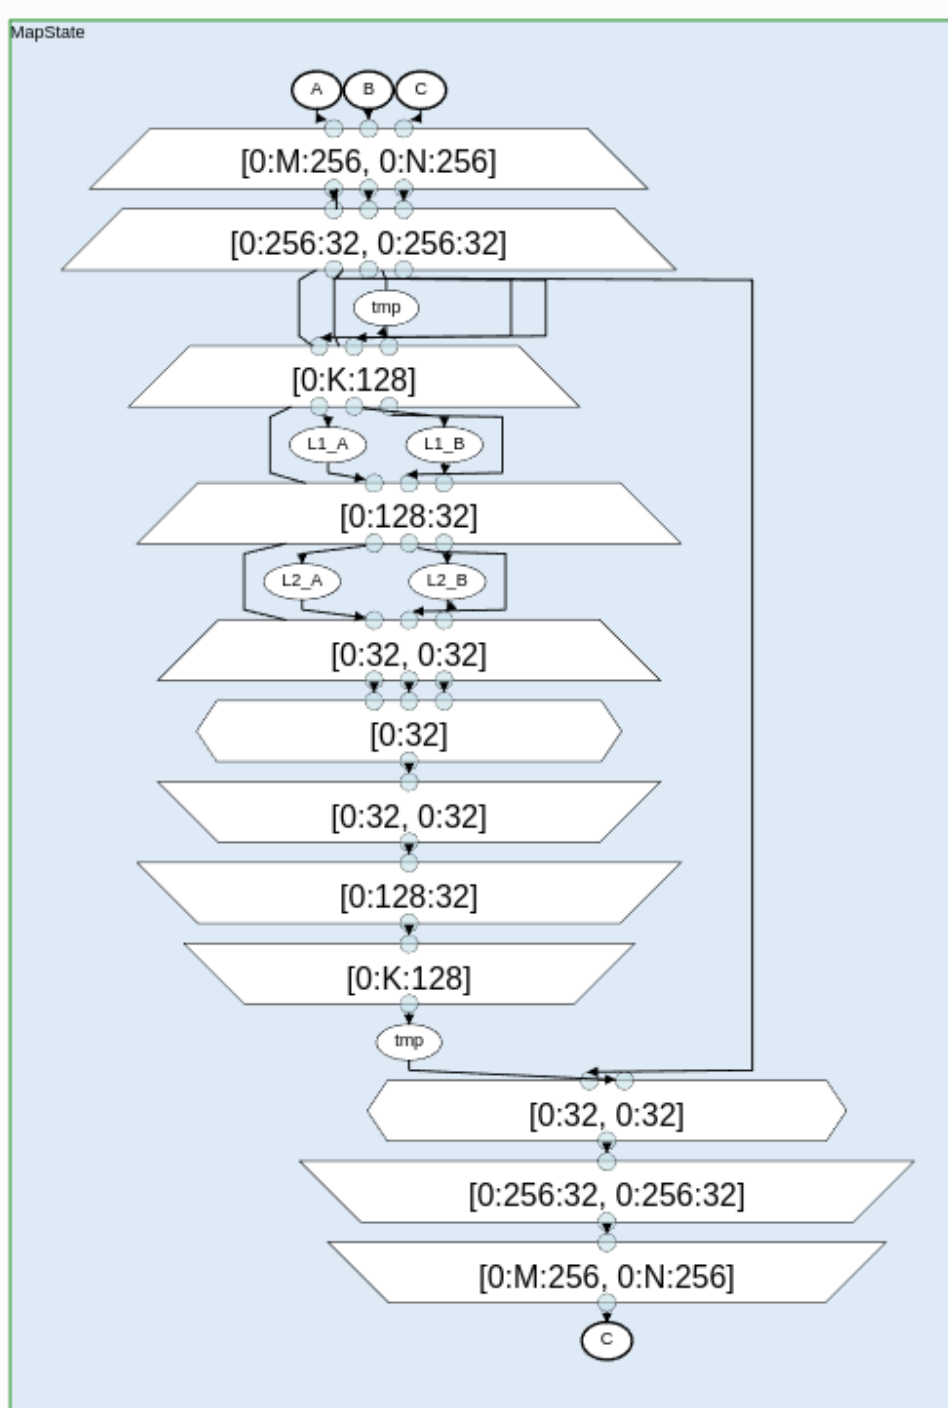 MapState
A B C
[0:M:256, 0:N:256]
[0:256:32, 0:256:32]
tmp
[0:K:128]
L1_A L1_B
[0:128:32]
L2_A L2_B
[0:32, 0:32]
[0:32]
[0:32, 0:32]
[0:128:32]
[0:K:128]
tmp
[0:32, 0:32]
[0:256:32, 0:256:32]
[0:M:256, 0:N:256]
C